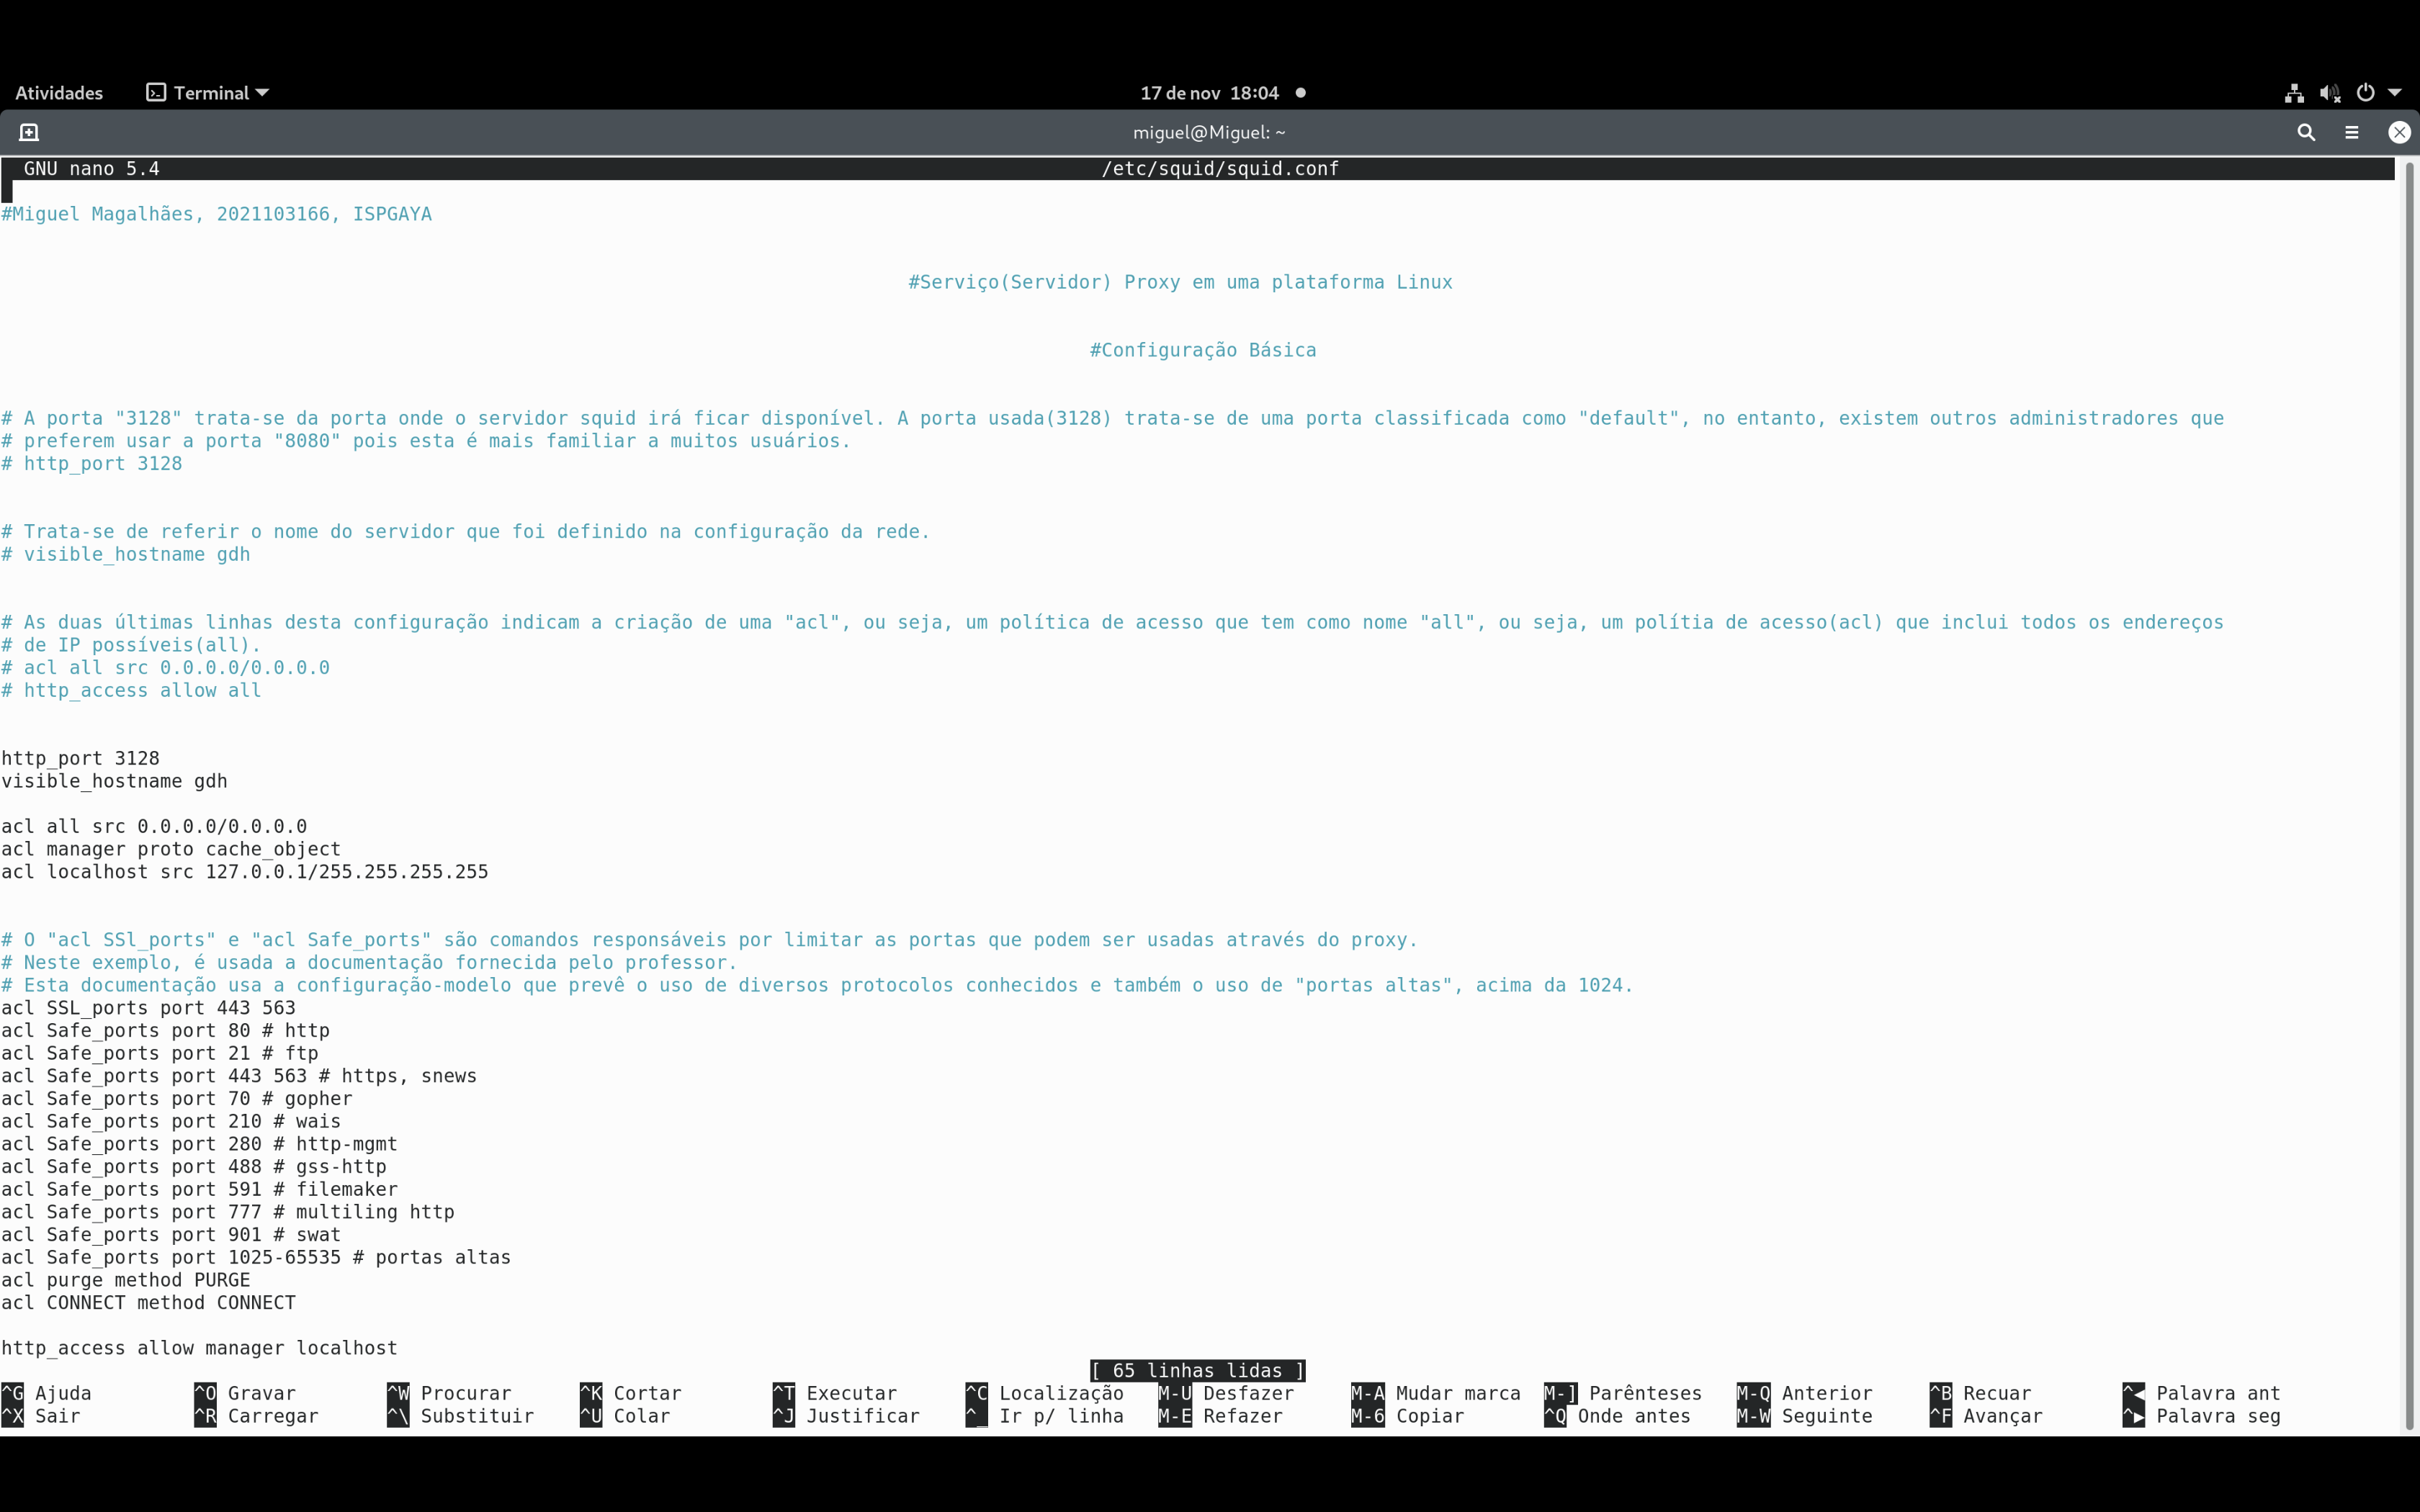 Atividades
Terminal
17 de nov 18:04
miguel@Miguel: ~
GNU nano 5.4 /etc/squid/squid.conf
#Miguel Magalhães, 2021103166, ISPGAYA
#Serviço(Servidor) Proxy em uma plataforma Linux
#Configuração Básica
# A porta "3128" trata-se da porta onde o servidor squid irá ficar disponível. A porta usada(3128) trata-se de uma porta classificada como "default", no entanto, existem outros administradores que
# preferem usar a porta "8080" pois esta é mais familiar a muitos usuários.
# http_port 3128
# Trata-se de referir o nome do servidor que foi definido na configuração da rede.
# visible_hostname gdh
# As duas últimas linhas desta configuração indicam a criação de uma "acl", ou seja, um política de acesso que tem como nome "all", ou seja, um polítia de acesso(acl) que inclui todos os endereços
# de IP possíveis(all).
# acl all src 0.0.0.0/0.0.0.0
# http_access allow all
http_port 3128
visible_hostname gdh
acl all src 0.0.0.0/0.0.0.0
acl manager proto cache_object
acl localhost src 127.0.0.1/255.255.255.255
# O "acl SSl_ports" e "acl Safe_ports" são comandos responsáveis por limitar as portas que podem ser usadas através do proxy.
# Neste exemplo, é usada a documentação fornecida pelo professor.
# Esta documentação usa a configuração-modelo que prevê o uso de diversos protocolos conhecidos e também o uso de "portas altas", acima da 1024.
acl SSL_ports port 443 563
acl Safe_ports port 80 # http
acl Safe_ports port 21 # ftp
acl Safe_ports port 443 563 # https, snews
acl Safe_ports port 70 # gopher
acl Safe_ports port 210 # wais
acl Safe_ports port 280 # http-mgmt
acl Safe_ports port 488 # gss-http
acl Safe_ports port 591 # filemaker
acl Safe_ports port 777 # multiling http
acl Safe_ports port 901 # swat
acl Safe_ports port 1025-65535 # portas altas
acl purge method PURGE
acl CONNECT method CONNECT
http_access allow manager localhost
[ 65 linhas lidas ]
^G Ajuda ^O Gravar ^W Procurar ^K Cortar ^T Executar ^C Localização M-U Desfazer M-A Mudar marca M-] Parênteses M-Q Anterior ^B Recuar ^◀ Palavra ant
^X Sair ^R Carregar ^\ Substituir ^U Colar ^J Justificar ^_ Ir p/ linha M-E Refazer M-6 Copiar ^Q Onde antes M-W Seguinte ^F Avançar ^▶ Palavra seg